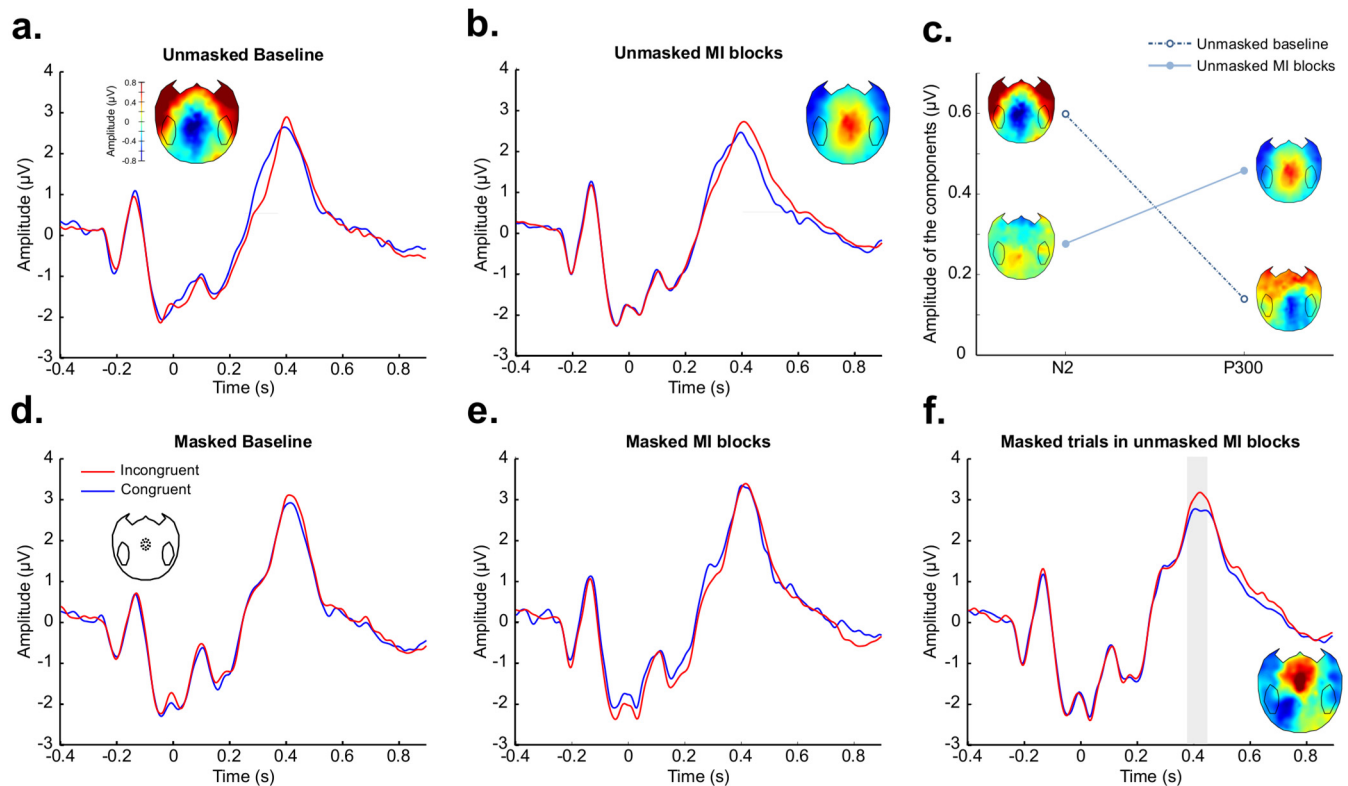 a.
Unmasked Baseline
Amplitude (µV)
4
3
2
1
0
-1
-2
-3
-0.4 -0.2 0 0.2 0.4 0.6 0.8
Time (s)
Amplitude (µV)
0.8
0.4
0
-0.4
-0.8
b.
Unmasked MI blocks
Amplitude (µV)
4
3
2
1
0
-1
-2
-3
-0.4 -0.2 0 0.2 0.4 0.6 0.8
Time (s)
c.
Unmasked baseline
Unmasked MI blocks
Amplitude of the components (µV)
0.6
0.4
0.2
0
N2 P300
d.
Masked Baseline
Incongruent
Congruent
Amplitude (µV)
4
3
2
1
0
-1
-2
-3
-0.4 -0.2 0 0.2 0.4 0.6 0.8
Time (s)
e.
Masked MI blocks
Amplitude (µV)
4
3
2
1
0
-1
-2
-3
-0.4 -0.2 0 0.2 0.4 0.6 0.8
Time (s)
f.
Masked trials in unmasked MI blocks
Amplitude (µV)
4
3
2
1
0
-1
-2
-3
-0.4 -0.2 0 0.2 0.4 0.6 0.8
Time (s)